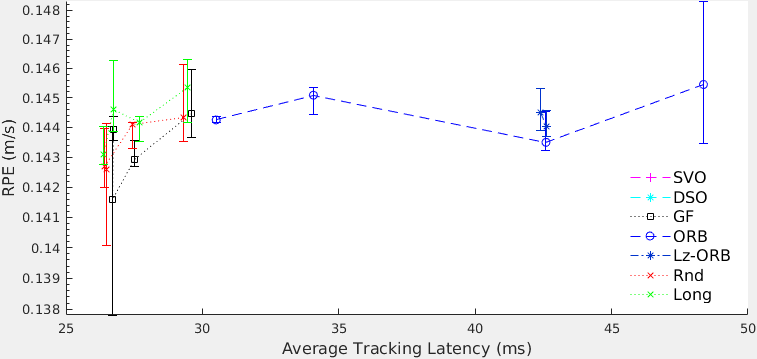 0.148
0.147
0.146
0.145
0.144
0.143
0.142
0.141
0.14
0.139
0.138
RPE (m/s)
25
30
35
40
45
50
Average Tracking Latency (ms)
SVO
DSO
GF
ORB
Lz-ORB
Rnd
Long